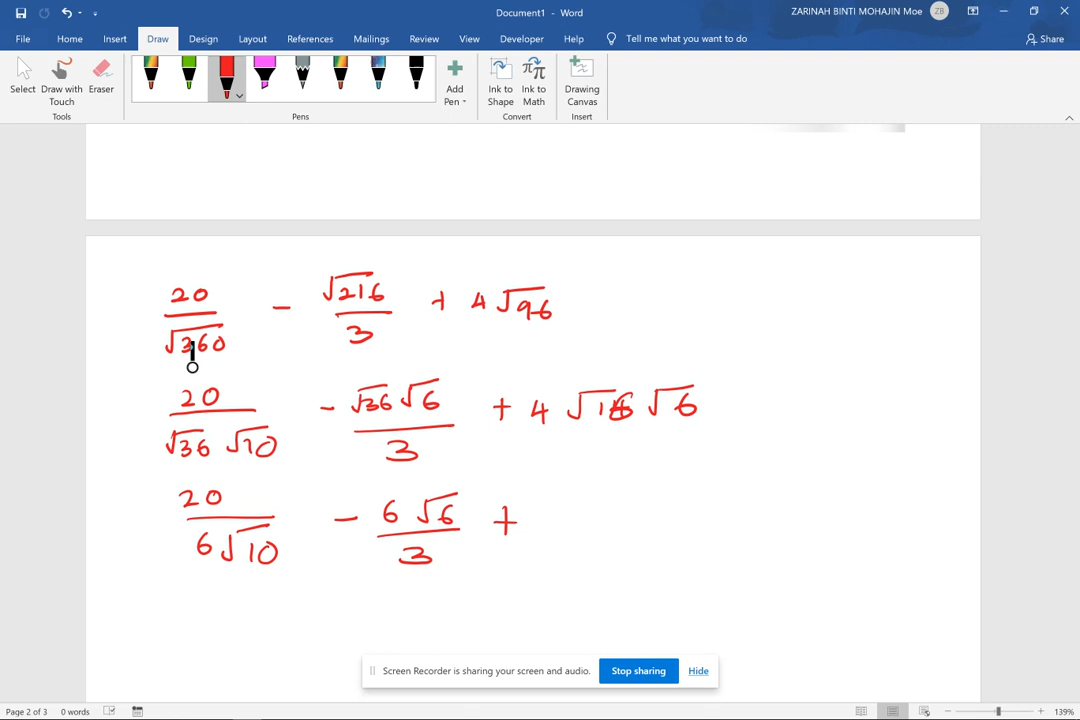 Document1 - Word
ZARINAH BINTI MOHAJIN Moe
ZB
File Home Insert Draw Design Layout References Mailings Review View Developer Help Tell me what you want to do Share
Select Draw with Touch Eraser Add Pen Ink to Shape Ink to Math Drawing Canvas
Tools Pens Convert Insert
20/√360 - √216/3 + 4√96
20/√36 √10 - √36 √6/3 + 4 √16 √6
20/6√10 - 6√6/3 +
Screen Recorder is sharing your screen and audio. Stop sharing Hide
Page 2 of 3 0 words 139%